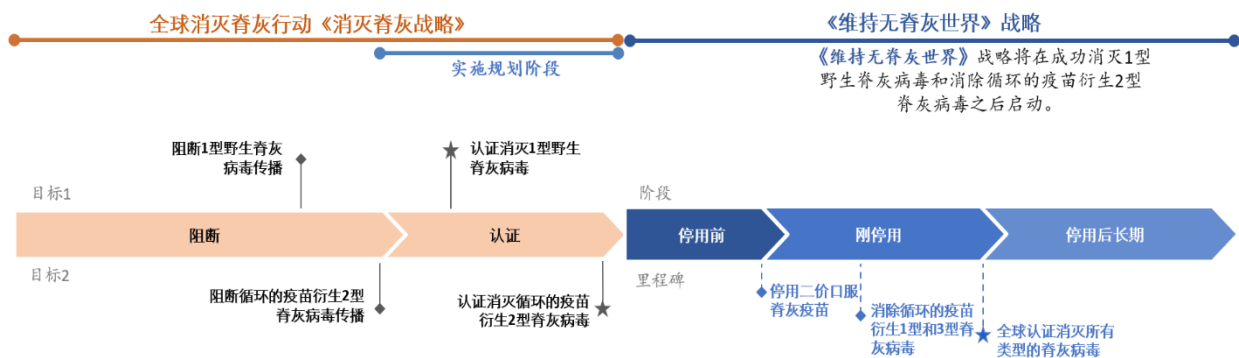 全球消灭脊灰行动《消灭脊灰战略》
《维持无脊灰世界》战略
实施规划阶段
《维持无脊灰世界》战略将在成功消灭1型
野生脊灰病毒和消除循环的疫苗衍生2型
脊灰病毒之后启动。
阻断1型野生脊灰
病毒传播
认证消灭1型野生
脊灰病毒
目标1
阶段
阻断
认证
停用前
刚停用
停用后长期
目标2
里程碑
阻断循环的疫苗衍生2型
脊灰病毒传播
认证消灭循环的疫苗
衍生2型脊灰病毒
停用二价口服
脊灰疫苗
消除循环的疫苗
衍生1型和3型脊
灰病毒
全球认证消灭所有
类型的脊灰病毒